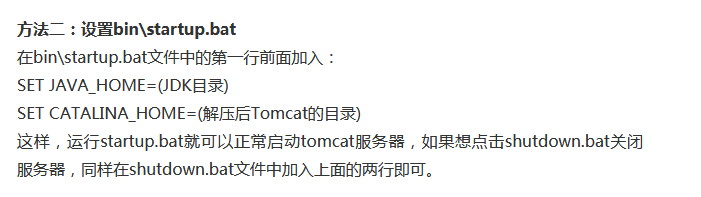 方法二：设置bin\startup.bat
在bin\startup.bat文件中的第一行前面加入：
SET JAVA_HOME=(JDK目录)
SET CATALINA_HOME=(解压后Tomcat的目录)
这样，运行startup.bat就可以正常启动tomcat服务器，如果想点击shutdown.bat关闭
服务器，同样在shutdown.bat文件中加入上面的两行即可。